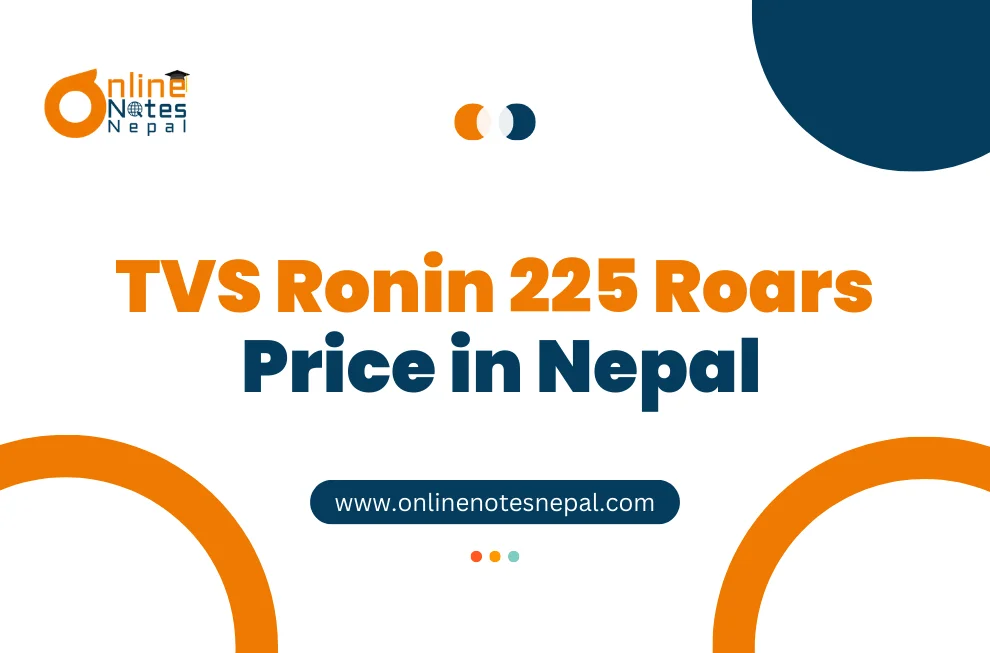 Online
Notes
Nepal
TVS Ronin 225 Roars
Price in Nepal
www.onlinenotesnepal.com